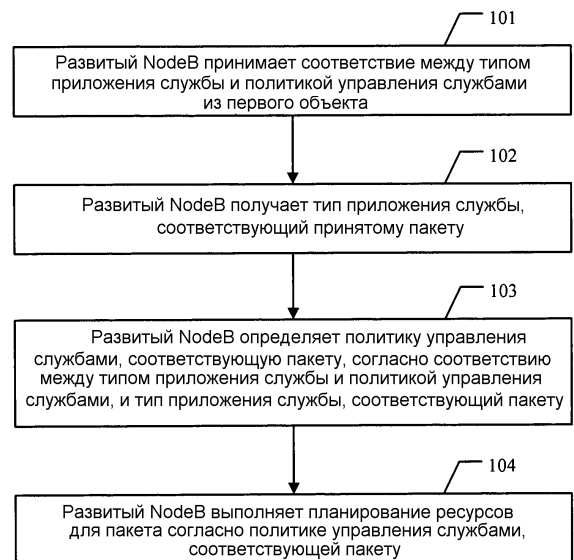 101
Развитый NodeB принимает соответствие между типом
приложения службы и политикой управления службами
из первого объекта
102
Развитый NodeB получает тип приложения службы,
соответствующий принятому пакету
103
Развитый NodeB определяет политику управления
службами, соответствующую пакету, согласно соответствию
между типом приложения службы и политикой управления
службами, и тип приложения службы, соответствующий пакету
104
Развитый NodeB выполняет планирование ресурсов
для пакета согласно политике управления службами,
соответствующей пакету